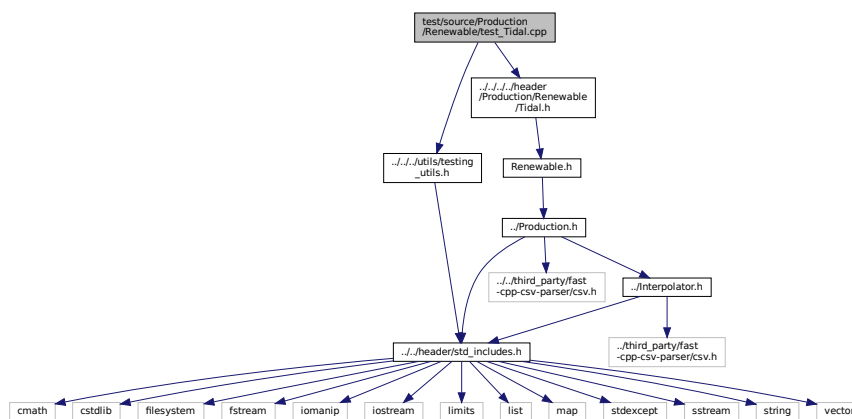 test/source/Production
/Renewable/test_Tidal.cpp
../../../../header
/Production/Renewable
/Tidal.h
../../../utils/testing
_utils.h
Renewable.h
../Production.h
../../third_party/fast
-cpp-csv-parser/csv.h
../Interpolator.h
../../header/std_includes.h
../third_party/fast
-cpp-csv-parser/csv.h
cmath
cstdlib
filesystem
fstream
iomanip
iostream
limits
list
map
stdexcept
sstream
string
vecto